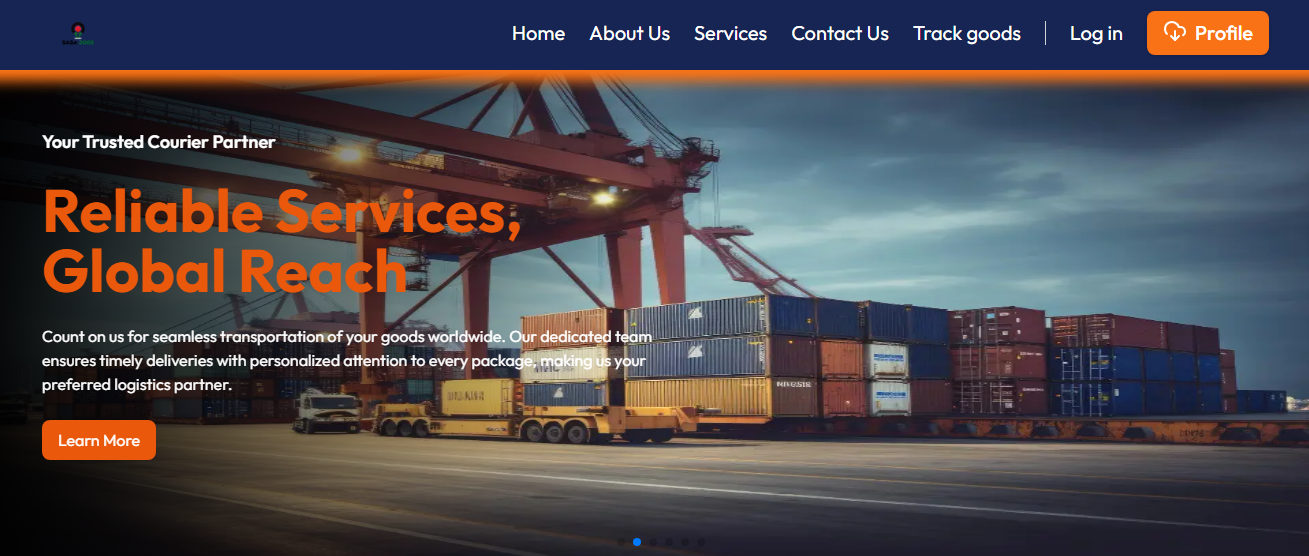 Home About Us Services Contact Us Track goods Log in Profile
Your Trusted Courier Partner
Reliable Services,
Global Reach
Count on us for seamless transportation of your goods worldwide. Our dedicated team
ensures timely deliveries with personalized attention to every package, making us your
preferred logistics partner.
Learn More